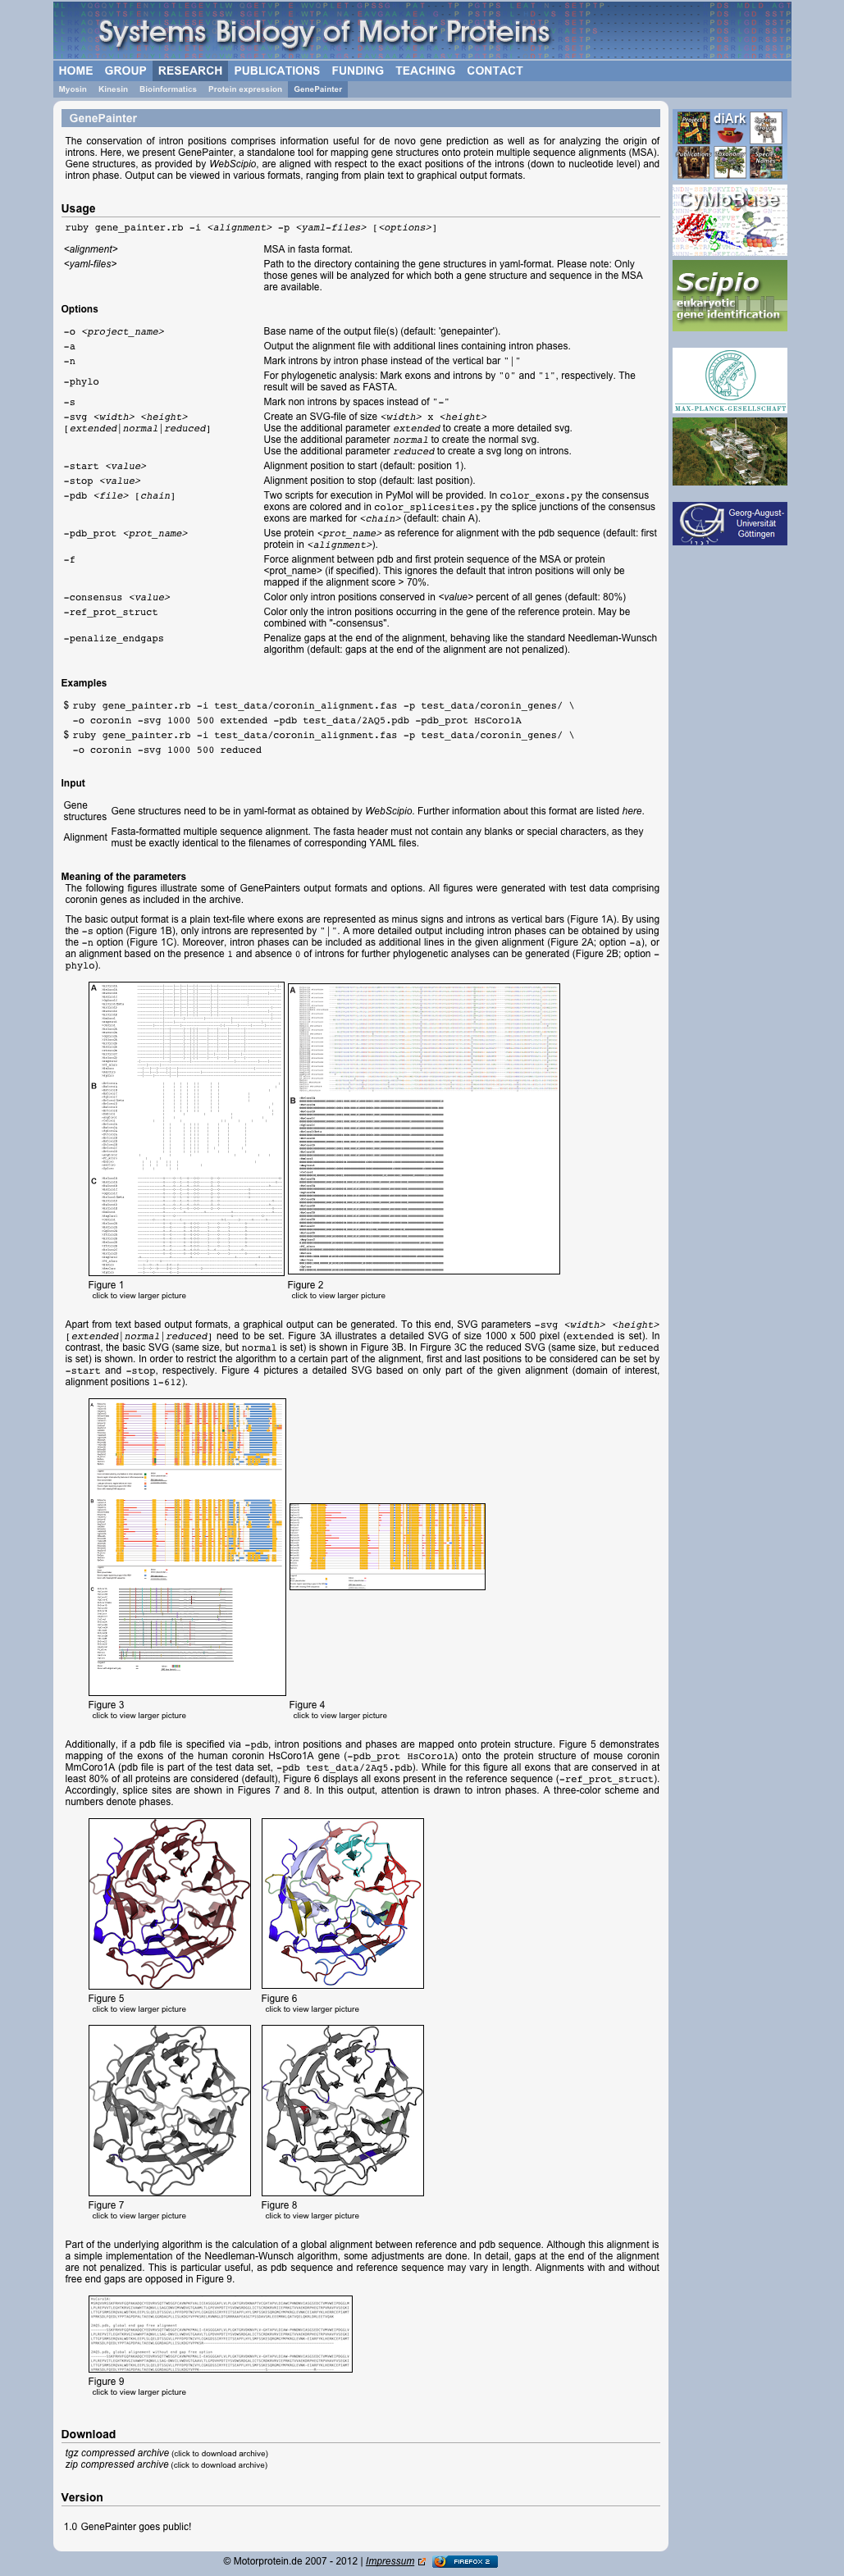 Systems Biology of Motor Proteins
HOME GROUP RESEARCH PUBLICATIONS FUNDING TEACHING CONTACT
Myosin Kinesin Bioinformatics Protein expression GenePainter
GenePainter
The conservation of intron positions comprises information useful for de novo gene prediction as well as for analyzing the origin of
introns. Here, we present GenePainter, a standalone tool for mapping gene structures onto protein multiple sequence alignments (MSA).
Gene structures, as provided by WebScipio, are aligned with respect to the exact positions of the introns (down to nucleotide level) and
intron phase. Output can be viewed in various formats, ranging from plain text to graphical output formats.
Usage
ruby gene_painter.rb -i <alignment> -p <yaml-files> [<options>]
<alignment> MSA in fasta format.
<yaml-files> Path to the directory containing the gene structures in yaml-format. Please note: Only
those genes will be analyzed for which both a gene structure and sequence in the MSA
are available.
Options
-o <project_name> Base name of the output file(s) (default: 'genepainter').
-a Output the alignment file with additional lines containing intron phases.
-n Mark introns by intron phase instead of the vertical bar "|"
-phylo For phylogenetic analysis: Mark exons and introns by "0" and "1", respectively. The
result will be saved as FASTA.
-s Mark non introns by spaces instead of "-"
-svg <width> <height> Create an SVG-file of size <width> x <height>
[extended|normal|reduced] Use the additional parameter extended to create a more detailed svg.
Use the additional parameter normal to create the normal svg.
Use the additional parameter reduced to create a svg long on introns.
-start <value> Alignment position to start (default: position 1).
-stop <value> Alignment position to stop (default: last position).
-pdb <file> [chain] Two scripts for execution in PyMol will be provided. In color_exons.py the consensus
exons are colored and in color_splicesites.py the splice junctions of the consensus
exons are marked for <chain> (default: chain A).
-pdb_prot <prot_name> Use protein <prot_name> as reference for alignment with the pdb sequence (default: first
protein in <alignment>).
-f Force alignment between pdb and first protein sequence of the MSA or protein
<prot_name> (if specified). This ignores the default that intron positions will only be
mapped if the alignment score > 70%.
-consensus <value> Color only intron positions conserved in <value> percent of all genes (default: 80%)
-ref_prot_struct Color only the intron positions occurring in the gene of the reference protein. May be
combined with "-consensus".
-penalize_endgaps Penalize gaps at the end of the alignment, behaving like the standard Needleman-Wunsch
algorithm (default: gaps at the end of the alignment are not penalized).
Examples
$ ruby gene_painter.rb -i test_data/coronin_alignment.fas -p test_data/coronin_genes/ \
-o coronin -svg 1000 500 extended -pdb test_data/2AQ5.pdb -pdb_prot HsCoro1A
$ ruby gene_painter.rb -i test_data/coronin_alignment.fas -p test_data/coronin_genes/ \
-o coronin -svg 1000 500 reduced
Input
Gene
structures Gene structures need to be in yaml-format as obtained by WebScipio. Further information about this format are listed here.
Alignment Fasta-formatted multiple sequence alignment. The fasta header must not contain any blanks or special characters, as they
must be exactly identical to the filenames of corresponding YAML files.
Meaning of the parameters
The following figures illustrate some of GenePainters output formats and options. All figures were generated with test data comprising
coronin genes as included in the archive.
The basic output format is a plain text-file where exons are represented as minus signs and introns as vertical bars (Figure 1A). By using
the -s option (Figure 1B), only introns are represented by "|". A more detailed output including intron phases can be obtained by using
the -n option (Figure 1C). Moreover, intron phases can be included as additional lines in the given alignment (Figure 2A; option -a), or
an alignment based on the presence 1 and absence 0 of introns for further phylogenetic analyses can be generated (Figure 2B; option -
phylo).
A
B
C
A
B
Figure 1
click to view larger picture
Figure 2
click to view larger picture
Apart from text based output formats, a graphical output can be generated. To this end, SVG parameters -svg <width> <height>
[extended|normal|reduced] need to be set. Figure 3A illustrates a detailed SVG of size 1000 x 500 pixel (extended is set). In
contrast, the basic SVG (same size, but normal is set) is shown in Figure 3B. In Firgure 3C the reduced SVG (same size, but reduced
is set) is shown. In order to restrict the algorithm to a certain part of the alignment, first and last positions to be considered can be set by
-start and -stop, respectively. Figure 4 pictures a detailed SVG based on only part of the given alignment (domain of interest,
alignment positions 1-612).
A
B
C
Figure 3
click to view larger picture
Figure 4
click to view larger picture
Additionally, if a pdb file is specified via -pdb, intron positions and phases are mapped onto protein structure. Figure 5 demonstrates
mapping of the exons of the human coronin HsCoro1A gene (-pdb_prot HsCoro1A) onto the protein structure of mouse coronin
MmCoro1A (pdb file is part of the test data set, -pdb test_data/2Aq5.pdb). While for this figure all exons that are conserved in at
least 80% of all proteins are considered (default), Figure 6 displays all exons present in the reference sequence (-ref_prot_struct).
Accordingly, splice sites are shown in Figures 7 and 8. In this output, attention is drawn to intron phases. A three-color scheme and
numbers denote phases.
Figure 5
click to view larger picture
Figure 6
click to view larger picture
Figure 7
click to view larger picture
Figure 8
click to view larger picture
Part of the underlying algorithm is the calculation of a global alignment between reference and pdb sequence. Although this alignment is
a simple implementation of the Needleman-Wunsch algorithm, some adjustments are done. In detail, gaps at the end of the alignment
are not penalized. This is particular useful, as pdb sequence and reference sequence may vary in length. Alignments with and without
free end gaps are opposed in Figure 9.
Figure 9
click to view larger picture
Download
tgz compressed archive (click to download archive)
zip compressed archive (click to download archive)
Version
1.0 GenePainter goes public!
© Motorprotein.de 2007 - 2012 | Impressum FIREFOX 2
diArk
CyMoBase
Scipio
eukaryotic
gene identification
MAX-PLANCK-GESELLSCHAFT
Georg-August-
Universität
Göttingen